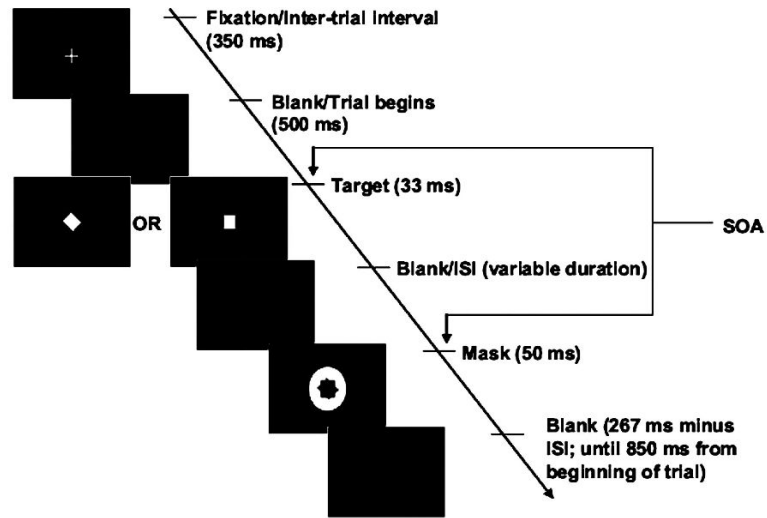 Fixation/Inter-trial interval
(350 ms)
Blank/Trial begins
(500 ms)
Target (33 ms)
OR
SOA
Blank/ISI (variable duration)
Mask (50 ms)
Blank (267 ms minus
ISI; until 850 ms from
beginning of trial)